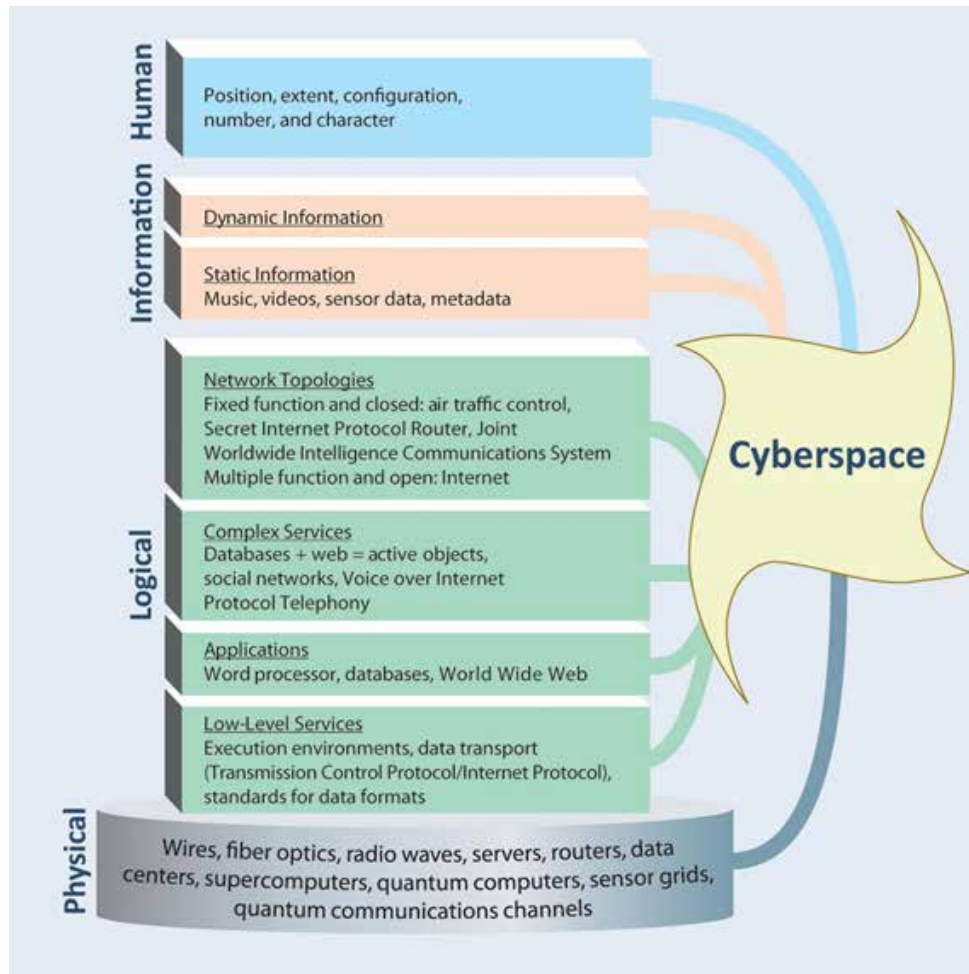 Human
Position, extent, configuration,
number, and character
Information
Dynamic Information
Static Information
Music, videos, sensor data, metadata
Logical
Network Topologies
Fixed function and closed: air traffic control,
Secret Internet Protocol Router, Joint
Worldwide Intelligence Communications System
Multiple function and open: Internet
Complex Services
Databases + web = active objects,
social networks, Voice over Internet
Protocol Telephony
Applications
Word processor, databases, World Wide Web
Low-Level Services
Execution environments, data transport
(Transmission Control Protocol/Internet Protocol),
standards for data formats
Physical
Wires, fiber optics, radio waves, servers, routers, data
centers, supercomputers, quantum computers, sensor grids,
quantum communications channels
Cyberspace